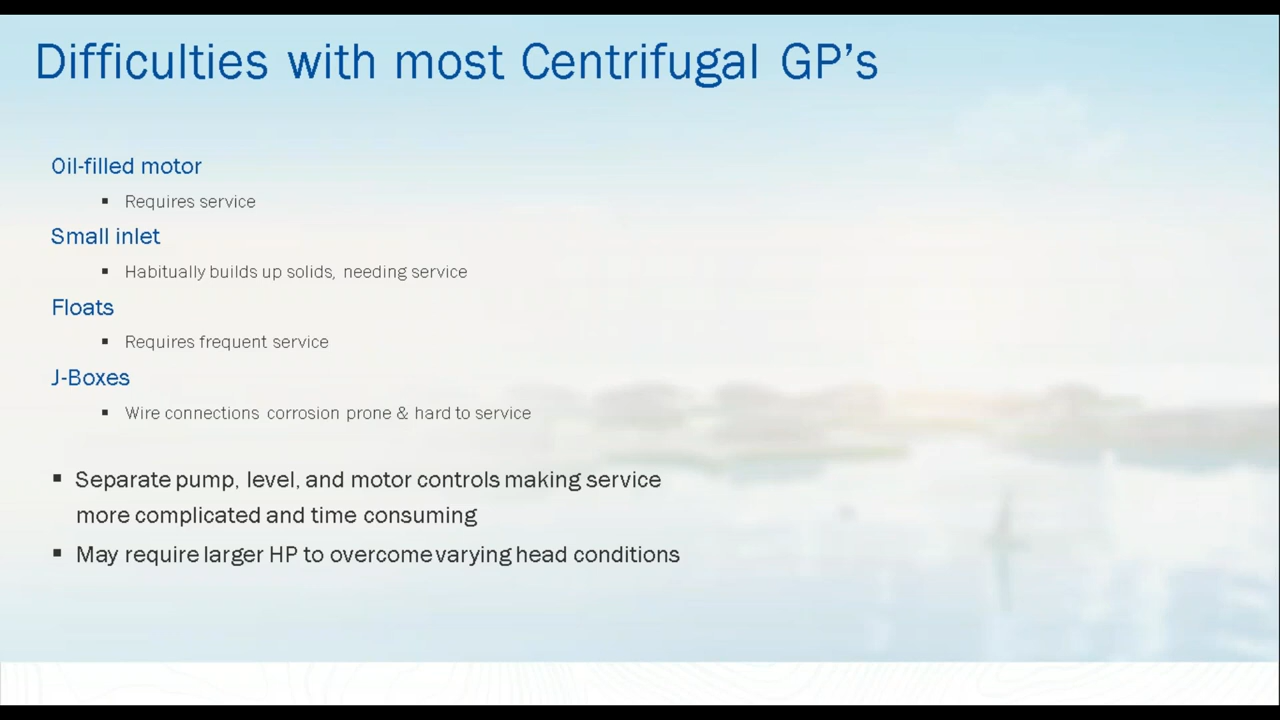 Difficulties with most Centrifugal GP's
Oil-filled motor
▪ Requires service
Small inlet
▪ Habitually builds up solids, needing service
Floats
▪ Requires frequent service
J-Boxes
▪ Wire connections corrosion prone & hard to service
▪ Separate pump, level, and motor controls making service
more complicated and time consuming
▪ May require larger HP to overcome varying head conditions